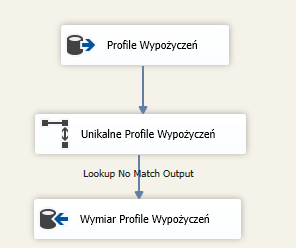 Profile Wypożyczeń
Unikalne Profile Wypożyczeń
Lookup No Match Output
Wymiar Profile Wypożyczeń